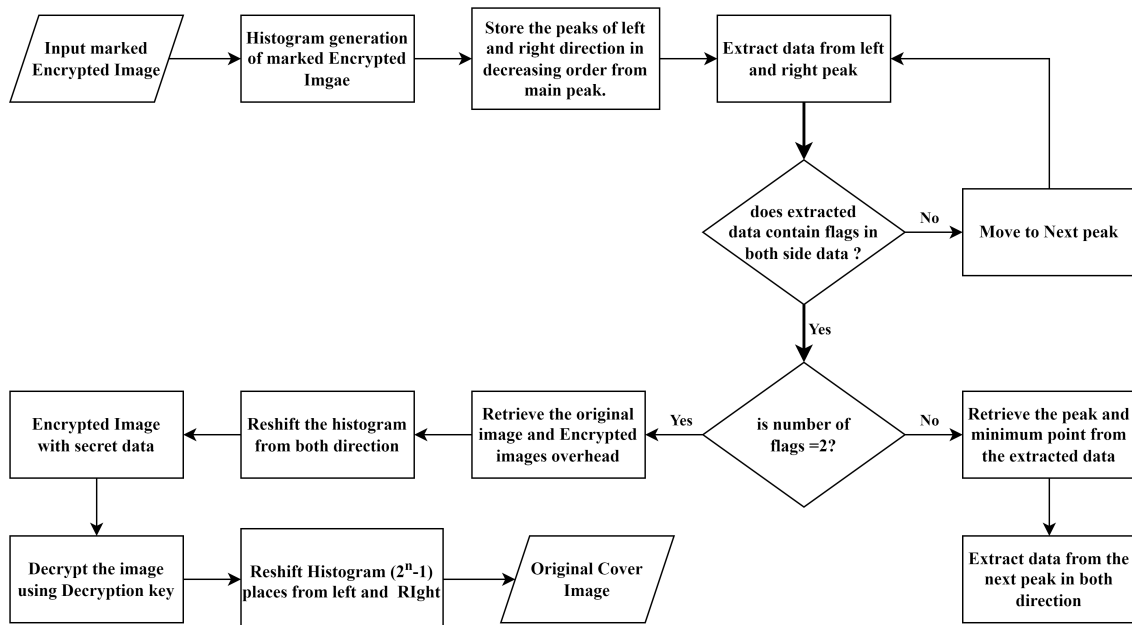 Input marked
Encrypted Image
Histogram generation
of marked Encrypted
Imgae
Store the peaks of left
and right direction in
decreasing order from
main peak.
Extract data from left
and right peak
does extracted
data contain flags in
both side data ?
No
Move to Next peak
Yes
is number of
flags =2?
No
Retrieve the peak and
minimum point from
the extracted data
Extract data from the
next peak in both
direction
Yes
Retrieve the original
image and Encrypted
images overhead
Reshift the histogram
from both direction
Encrypted Image
with secret data
Decrypt the image
using Decryption key
Reshift Histogram (2ⁿ-1)
places from left and RIght
Original Cover
Image